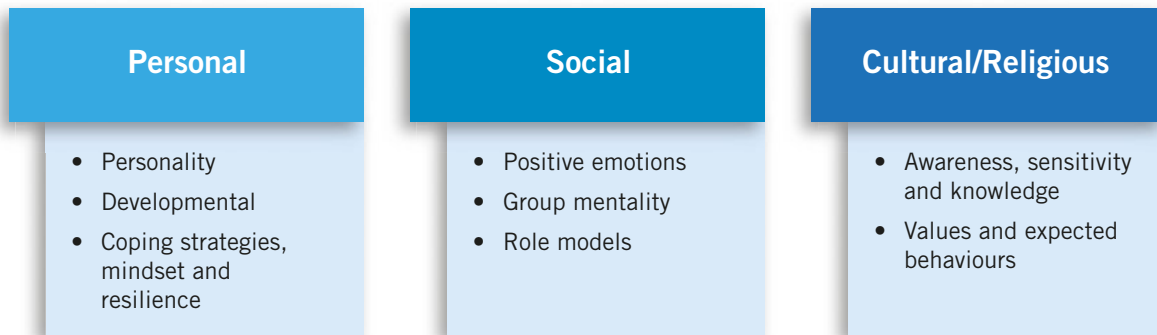 Personal
• Personality
• Developmental
• Coping strategies,
mindset and
resilience
Social
• Positive emotions
• Group mentality
• Role models
Cultural/Religious
• Awareness, sensitivity
and knowledge
• Values and expected
behaviours